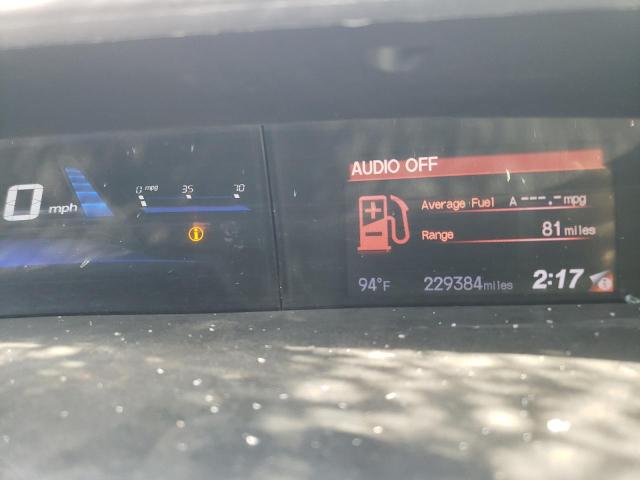 AUDIO OFF
0 mph
0 mpg 35 70
Average Fuel A ---.- mpg
Range 81 miles
94°F 229384 miles 2:17